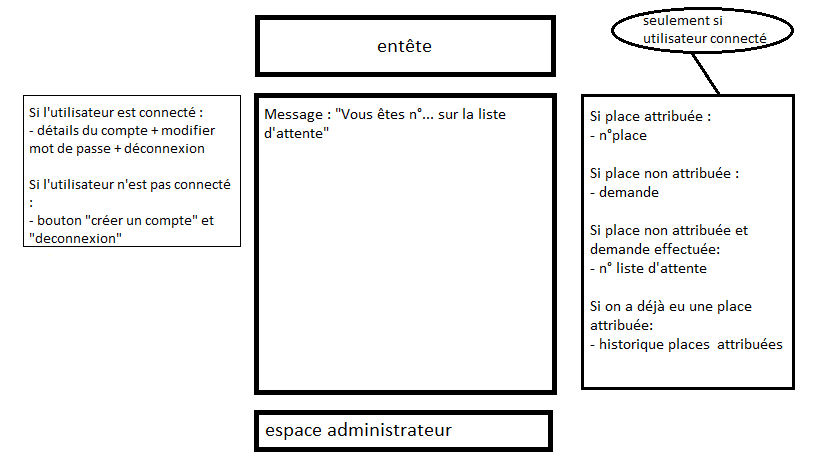 entête
seulement si
utilisateur connecté
Si l'utilisateur est connecté :
- détails du compte + modifier
mot de passe + déconnexion
Si l'utilisateur n'est pas connecté
:
- bouton "créer un compte" et
"deconnexion"
Message : "Vous êtes n°... sur la liste
d'attente"
Si place attribuée :
- n°place
Si place non attribuée :
- demande
Si place non attribuée et
demande effectuée:
- n° liste d'attente
Si on a déjà eu une place
attribuée:
- historique places  attribuées
espace administrateur